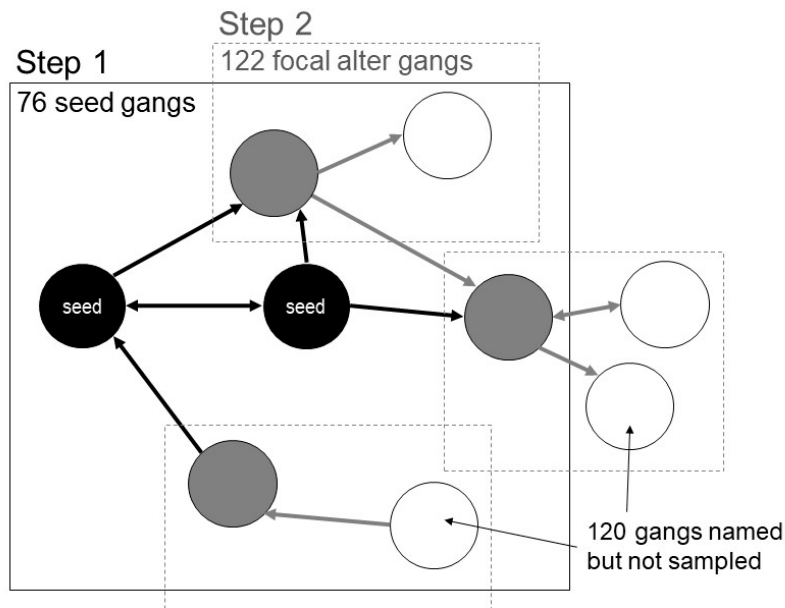 Step 2
122 focal alter gangs
Step 1
76 seed gangs
seed
seed
120 gangs named
but not sampled